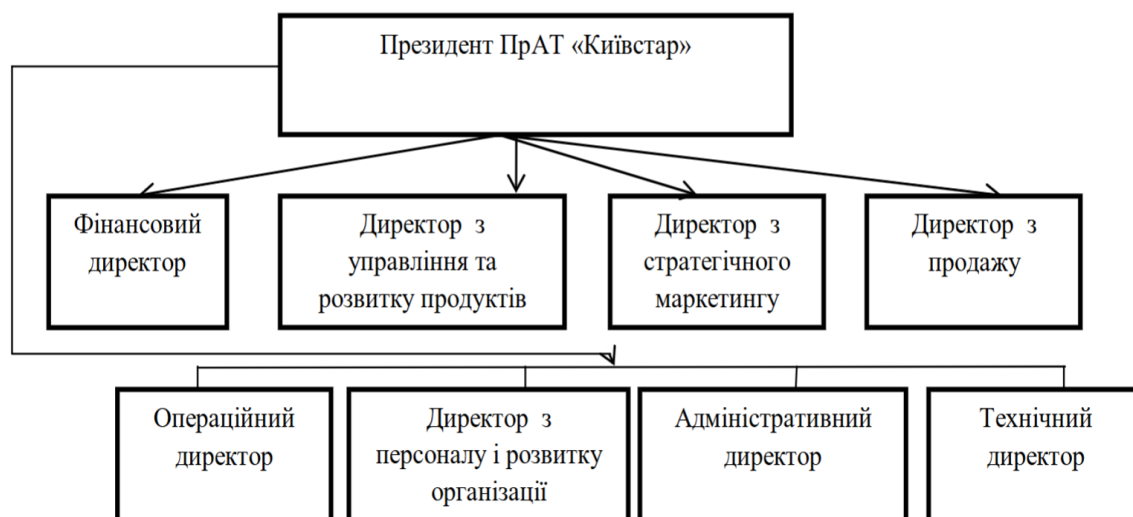 Президент ПрАТ «Київстар»
Фінансовий
директор
Директор з
управління та
розвитку продуктів
Директор з
стратегічного
маркетингу
Директор з
продажу
Операційний
директор
Директор з
персоналу і розвитку
організації
Адміністративний
директор
Технічний
директор